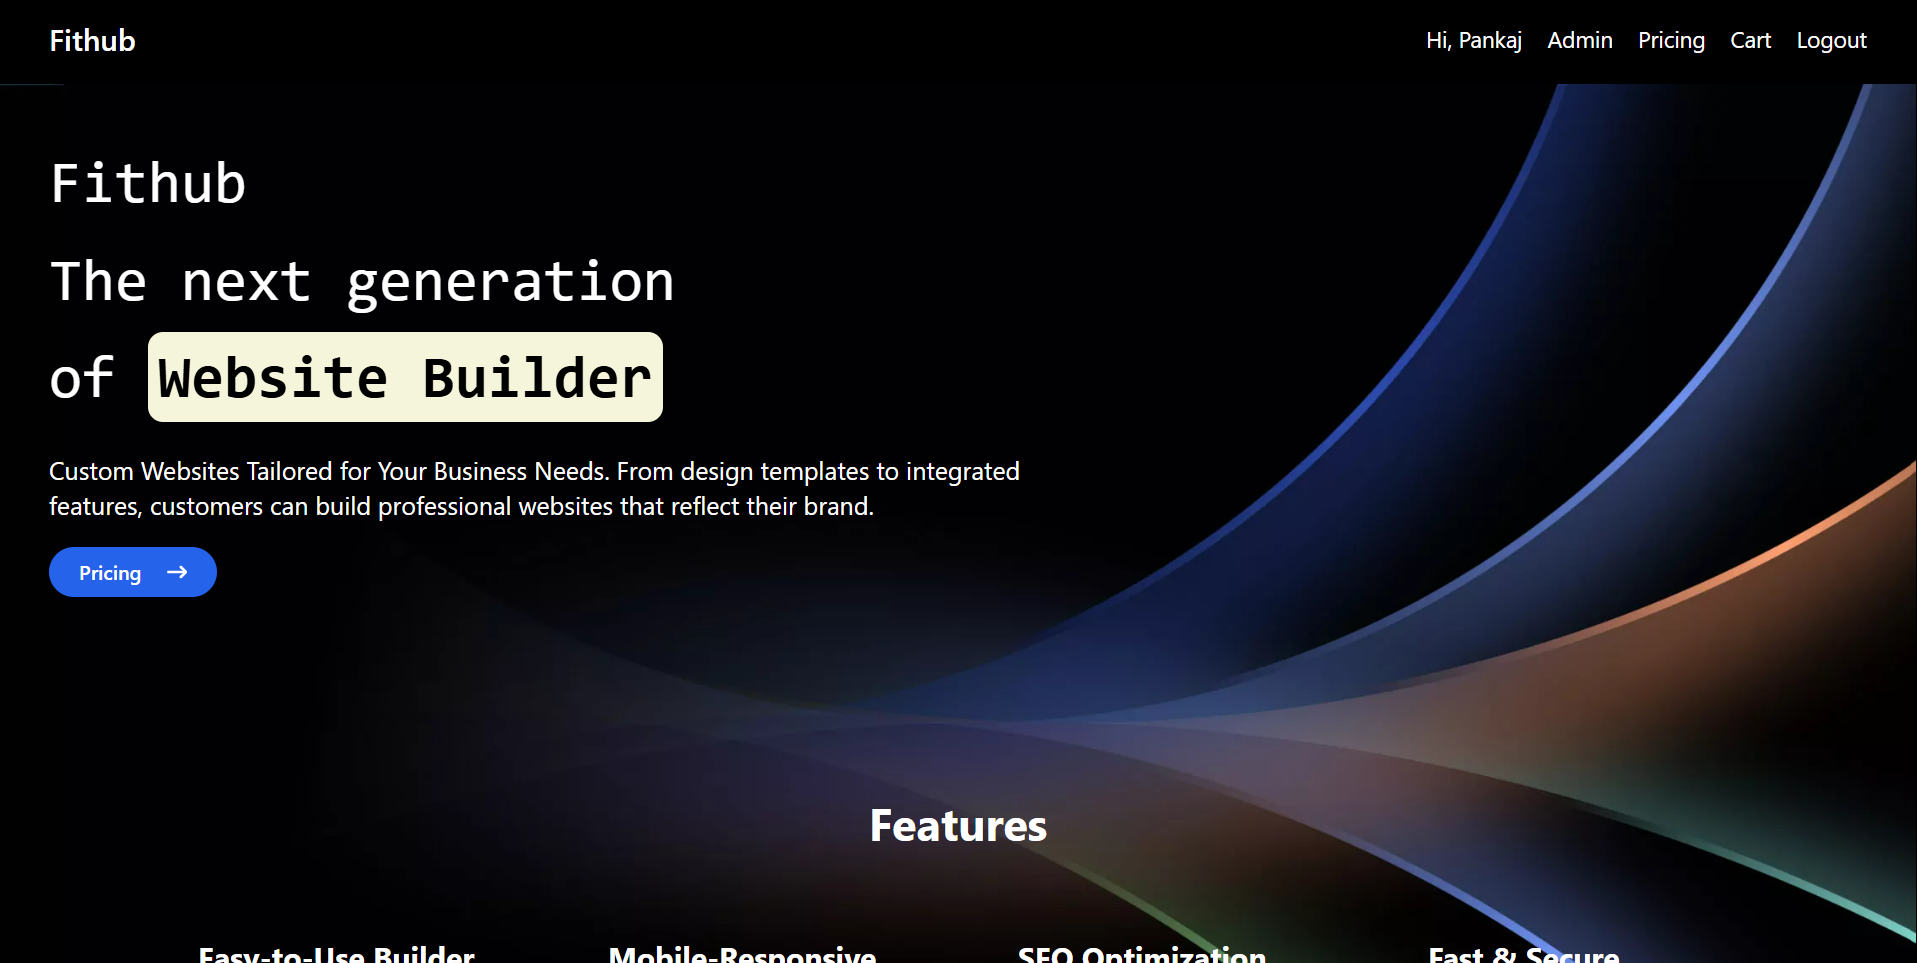 Fithub
Hi, Pankaj Admin Pricing Cart Logout
Fithub
The next generation
of Website Builder
Custom Websites Tailored for Your Business Needs. From design templates to integrated
features, customers can build professional websites that reflect their brand.
Pricing →
Features
Easy-to-Use Builder
Mobile-Responsive
SEO Optimization
Fast & Secure